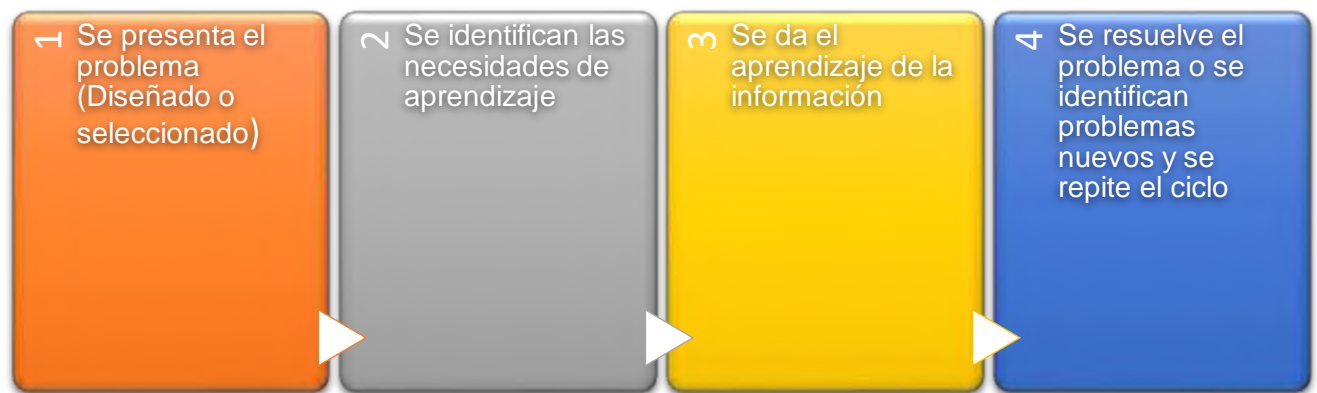 1
Se presenta el
problema
(Diseñado o
seleccionado)
2
Se identifican las
necesidades de
aprendizaje
3
Se da el
aprendizaje de la
información
4
Se resuelve el
problema o se
identifican
problemas
nuevos y se
repite el ciclo